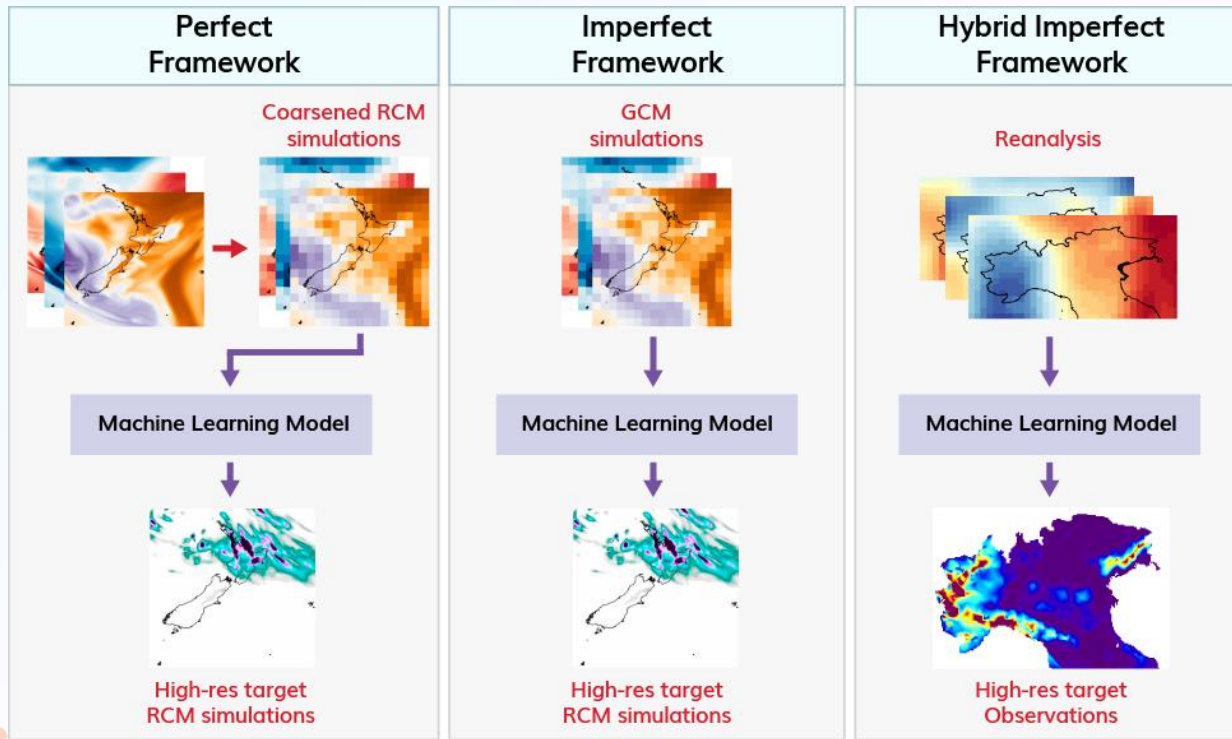 Perfect
Framework
Coarsened RCM
simulations
Machine Learning Model
High-res target
RCM simulations
Imperfect
Framework
GCM
simulations
Machine Learning Model
High-res target
RCM simulations
Hybrid Imperfect
Framework
Reanalysis
Machine Learning Model
High-res target
Observations